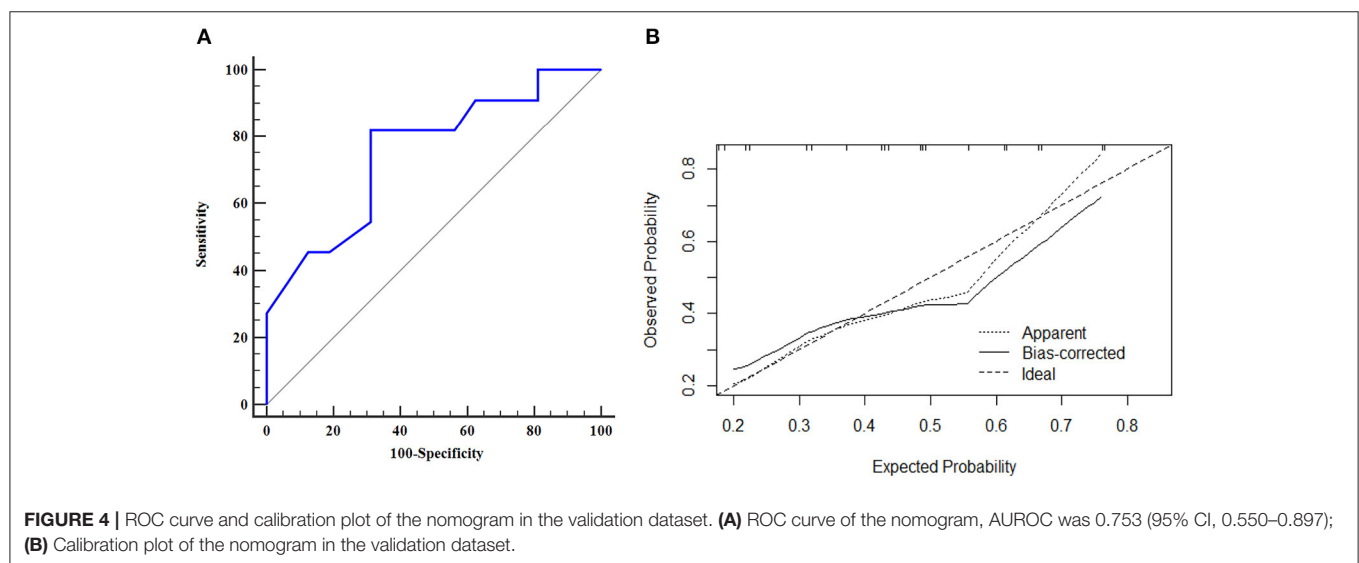 A
100
80
60
40
20
0
Sensitivity
0 20 40 60 80 100
100-Specificity
B
0.8
0.6
0.4
0.2
Observed Probability
Apparent
Bias-corrected
Ideal
0.2 0.3 0.4 0.5 0.6 0.7 0.8
Expected Probability
FIGURE 4 | ROC curve and calibration plot of the nomogram in the validation dataset. (A) ROC curve of the nomogram, AUROC was 0.753 (95% CI, 0.550–0.897);
(B) Calibration plot of the nomogram in the validation dataset.